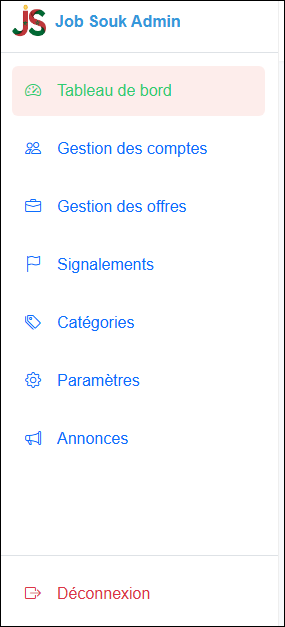 JS Job Souk Admin
Tableau de bord
Gestion des comptes
Gestion des offres
Signalements
Catégories
Paramètres
Annonces
Déconnexion